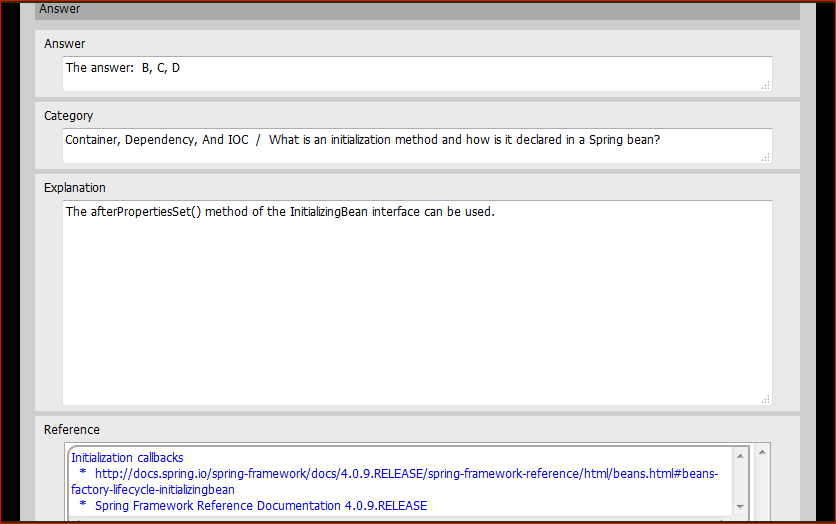 Answer
Answer
The answer:  B, C, D
Category
Container, Dependency, And IOC  /  What is an initialization method and how is it declared in a Spring bean?
Explanation
The afterPropertiesSet() method of the InitializingBean interface can be used.
Reference
Initialization callbacks
*  http://docs.spring.io/spring-framework/docs/4.0.9.RELEASE/spring-framework-reference/html/beans.html#beans-
factory-lifecycle-initializingbean
*  Spring Framework Reference Documentation 4.0.9.RELEASE